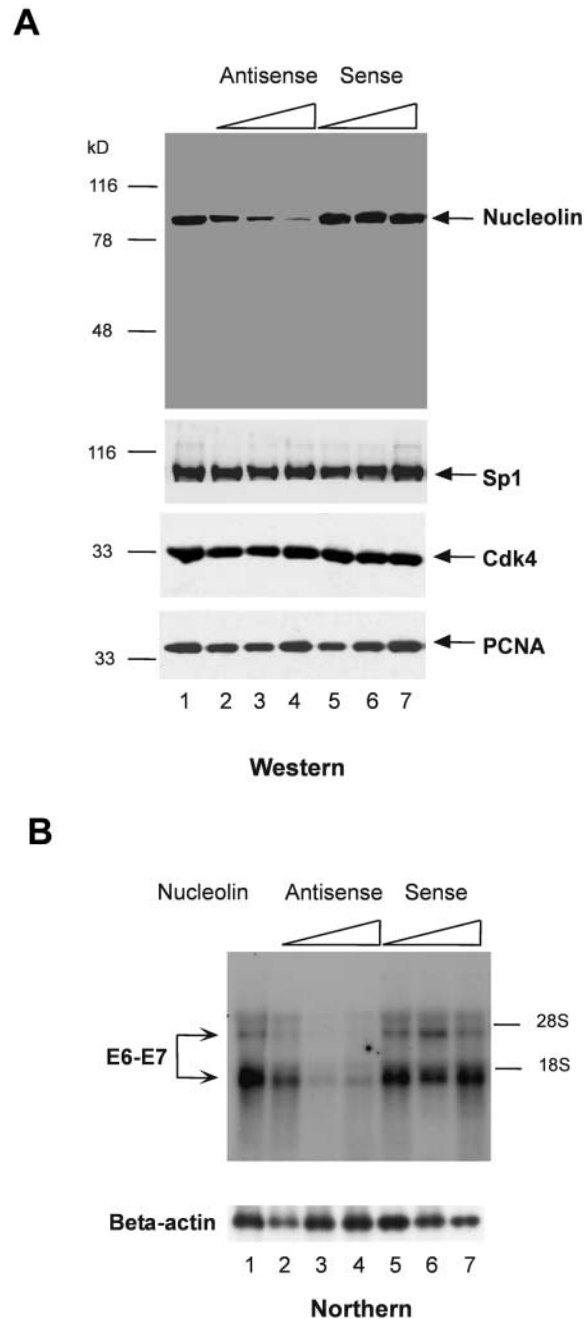 A
Antisense Sense
kD
116
78
48
Nucleolin
116
Sp1
33
Cdk4
33
PCNA
1 2 3 4 5 6 7
Western
B
Nucleolin Antisense Sense
28S
E6-E7
18S
Beta-actin
1 2 3 4 5 6 7
Northern